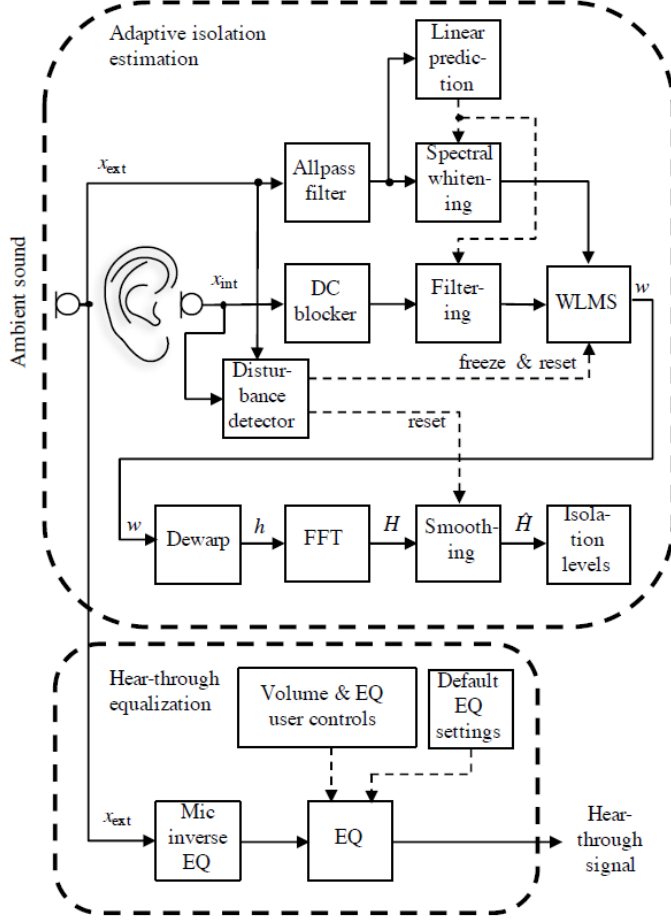 Adaptive isolation
estimation
Linear
predic-
tion
x_ext
Allpass
filter
Spectral
whiten-
ing
Ambient sound
x_int
DC
blocker
Filter-
ing
WLMS
w
Distur-
bance
detector
freeze & reset
reset
w
Dewarp
h
FFT
H
Smooth-
ing
Ĥ
Isola-
tion
levels
Hear-through
equalization
Volume & EQ
user controls
Default
EQ
settings
x_ext
Mic
inverse
EQ
EQ
Hear-
through
signal